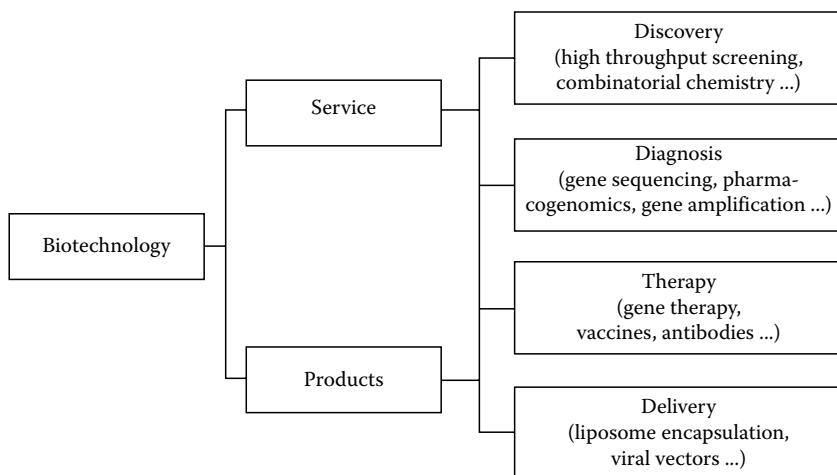 Biotechnology
Service
Products
Discovery
(high throughput screening,
combinatorial chemistry ...)
Diagnosis
(gene sequencing, pharma-
cogenomics, gene amplification ...)
Therapy
(gene therapy,
vaccines, antibodies ...)
Delivery
(liposome encapsulation,
viral vectors ...)